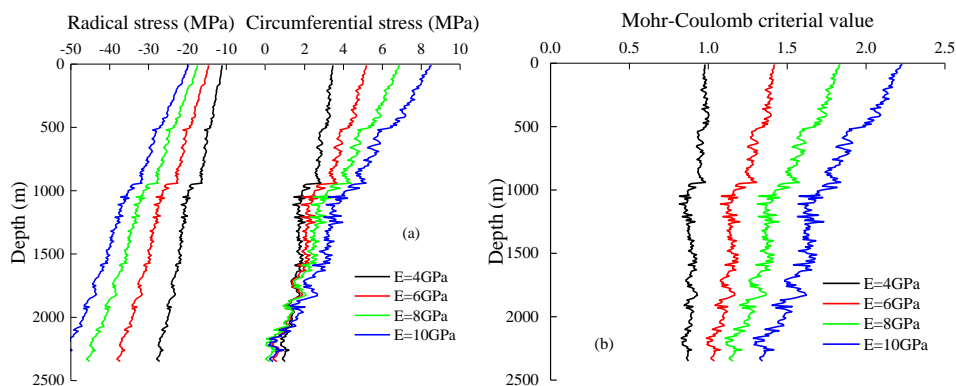 Radical stress (MPa)
Circumferential stress (MPa)
-50 -40 -30 -20 -10
0 2 4 6 8 10
0
500
1000
1500
2000
2500
Depth (m)
(a)
E=4GPa
E=6GPa
E=8GPa
E=10GPa
Mohr-Coulomb criterial value
0.0 0.5 1.0 1.5 2.0 2.5
0
500
1000
1500
2000
2500
Depth (m)
(b)
E=4GPa
E=6GPa
E=8GPa
E=10GPa